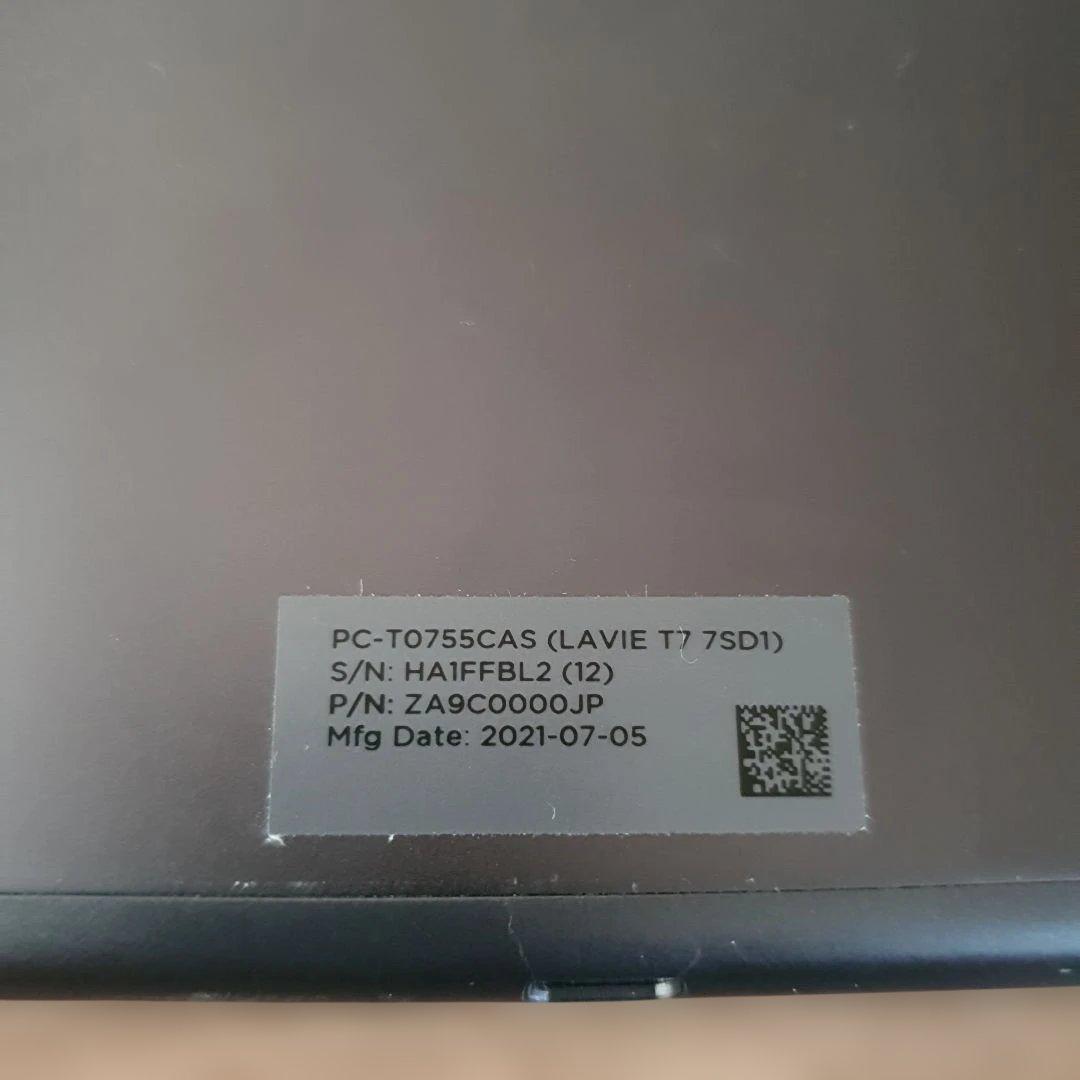 PC-T0755CAS (LAVIE T7 7SD1)
S/N: HA1FFBL2 (12)
P/N: ZA9C0000JP
Mfg Date: 2021-07-05